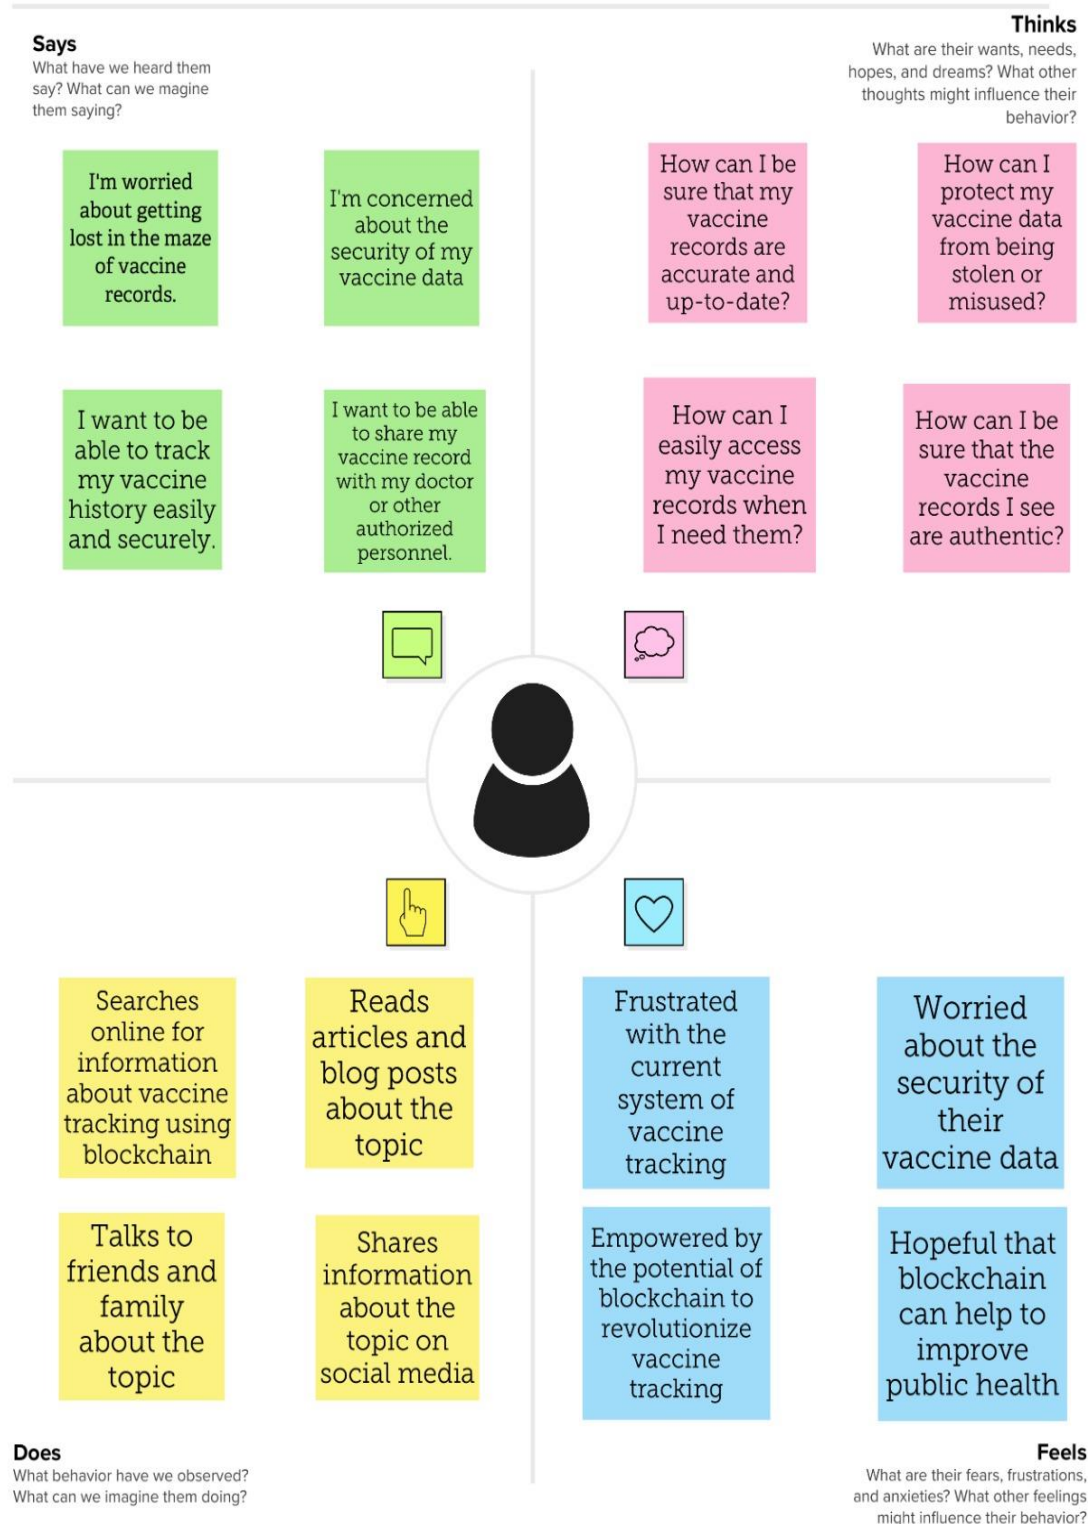 Says
What have we heard them
say? What can we magine
them saying?
Thinks
What are their wants, needs,
hopes, and dreams? What other
thoughts might influence their
behavior?
I'm worried
about getting
lost in the maze
of vaccine
records.
I'm concerned
about the
security of my
vaccine data
How can I be
sure that my
vaccine
records are
accurate and
up-to-date?
How can I
protect my
vaccine data
from being
stolen or
misused?
I want to be
able to track
my vaccine
history easily
and securely.
I want to be able
to share my
vaccine record
with my doctor
or other
authorized
personnel.
How can I
easily access
my vaccine
records when
I need them?
How can I be
sure that the
vaccine
records I see
are authentic?
Searches
online for
information
about vaccine
tracking using
blockchain
Reads
articles and
blog posts
about the
topic
Frustrated
with the
current
system of
vaccine
tracking
Worried
about the
security of
their
vaccine data
Talks to
friends and
family
about the
topic
Shares
information
about the
topic on
social media
Empowered by
the potential of
blockchain to
revolutionize
vaccine
tracking
Hopeful that
blockchain
can help to
improve
public health
Does
What behavior have we observed?
What can we imagine them doing?
Feels
What are their fears, frustrations,
and anxieties? What other feelings
might influence their behavior?